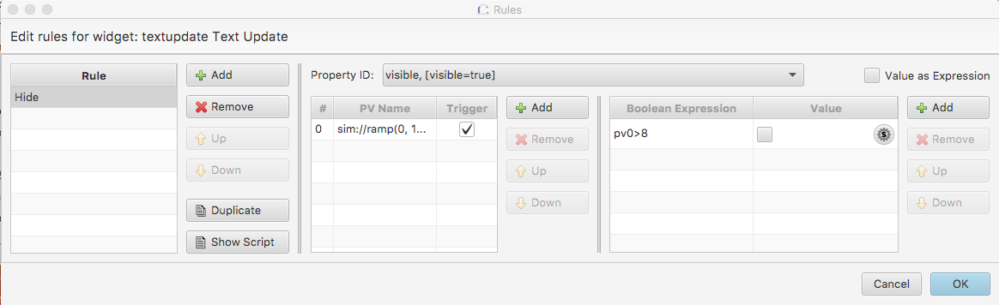 Rules
Edit rules for widget: textupdate Text Update
Rule
Hide
Add
Remove
Up
Down
Duplicate
Show Script
Property ID: visible, [visible=true]
Value as Expression
# PV Name Trigger
0 sim://ramp(0, 1...
Add
Remove
Up
Down
Boolean Expression Value
pv0>8
$
Add
Remove
Up
Down
Cancel
OK